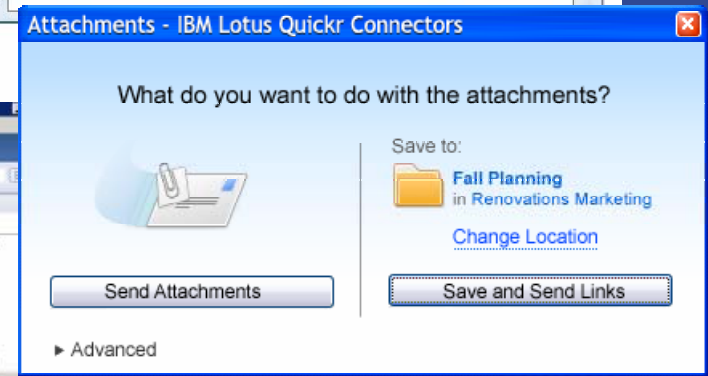 Attachments - IBM Lotus Quickr Connectors
What do you want to do with the attachments?
Save to:
Fall Planning
in Renovations Marketing
Change Location
Send Attachments
Save and Send Links
Advanced